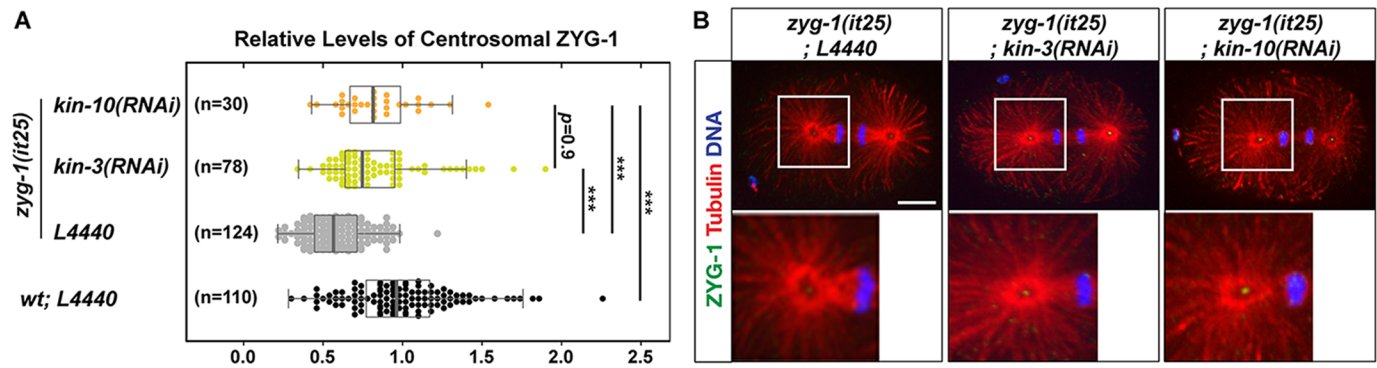 A
Relative Levels of Centrosomal ZYG-1
zyg-1(it25)
kin-10(RNAi)
(n=30)
kin-3(RNAi)
(n=78)
L4440
(n=124)
wt; L4440
(n=110)
p=0.9
***
***
***
0.0 0.5 1.0 1.5 2.0 2.5
B
zyg-1(it25)
; L4440
zyg-1(it25)
; kin-3(RNAi)
zyg-1(it25)
; kin-10(RNAi)
ZYG-1 Tubulin DNA